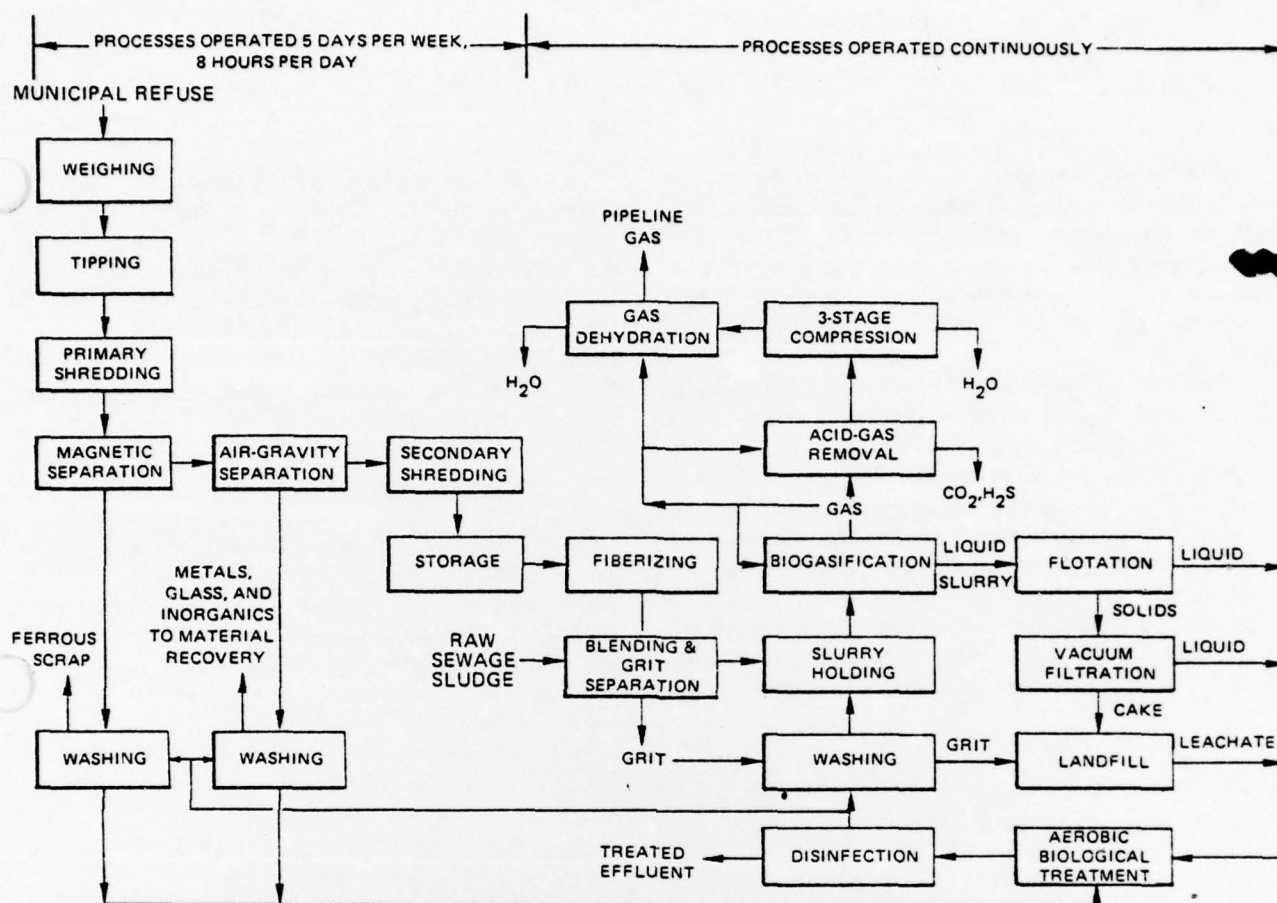 PROCESSES OPERATED 5 DAYS PER WEEK,
8 HOURS PER DAY
PROCESSES OPERATED CONTINUOUSLY
MUNICIPAL REFUSE
WEIGHING
TIPPING
PRIMARY
SHREDDING
MAGNETIC
SEPARATION
AIR-GRAVITY
SEPARATION
SECONDARY
SHREDDING
STORAGE
FIBERIZING
PIPELINE
GAS
GAS
DEHYDRATION
3-STAGE
COMPRESSION
H2O
H2O
ACID-GAS
REMOVAL
CO2,H2S
GAS
BIOGASIFICATION
LIQUID
SLURRY
FLOTATION
LIQUID
SOLIDS
METALS,
GLASS, AND
INORGANICS
TO MATERIAL
RECOVERY
FERROUS
SCRAP
RAW
SEWAGE
SLUDGE
BLENDING &
GRIT
SEPARATION
SLURRY
HOLDING
VACUUM
FILTRATION
LIQUID
CAKE
WASHING
WASHING
GRIT
WASHING
GRIT
LANDFILL
LEACHATE
TREATED
EFFLUENT
DISINFECTION
AEROBIC
BIOLOGICAL
TREATMENT